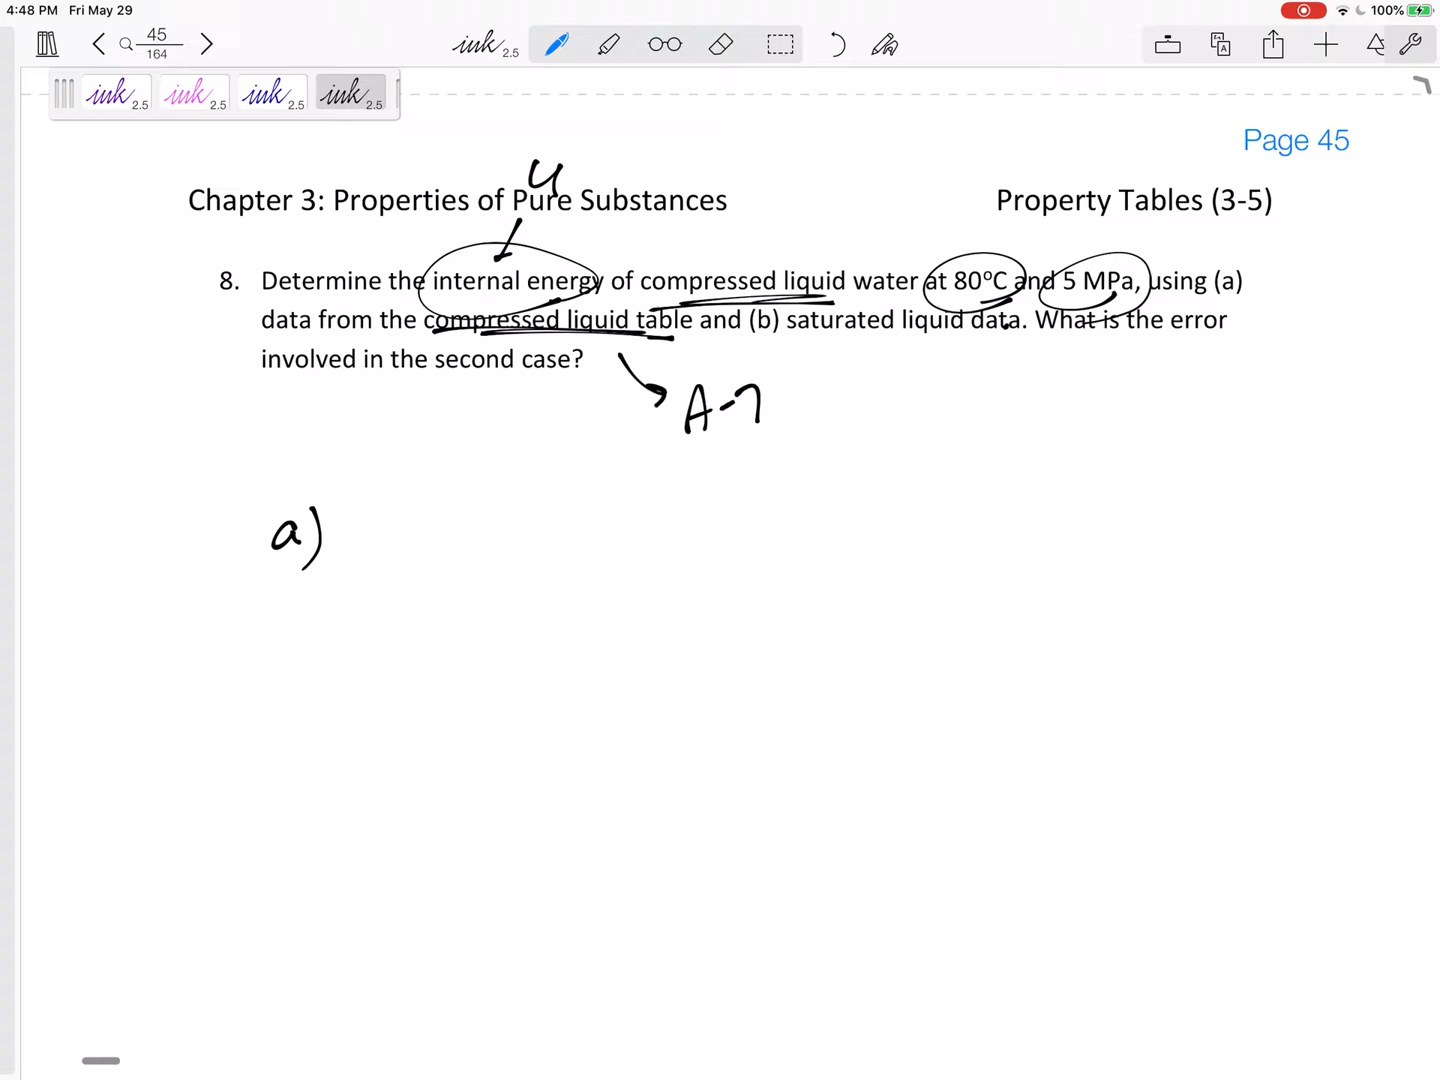 4:48 PM Fri May 29
100%
45
164
ink 2.5
ink 2.5 ink 2.5 ink 2.5 ink 2.5
Page 45
u
Chapter 3: Properties of Pure Substances Property Tables (3-5)
8. Determine the internal energy of compressed liquid water at 80°C and 5 MPa, using (a)
data from the compressed liquid table and (b) saturated liquid data. What is the error
involved in the second case?
A-7
a)